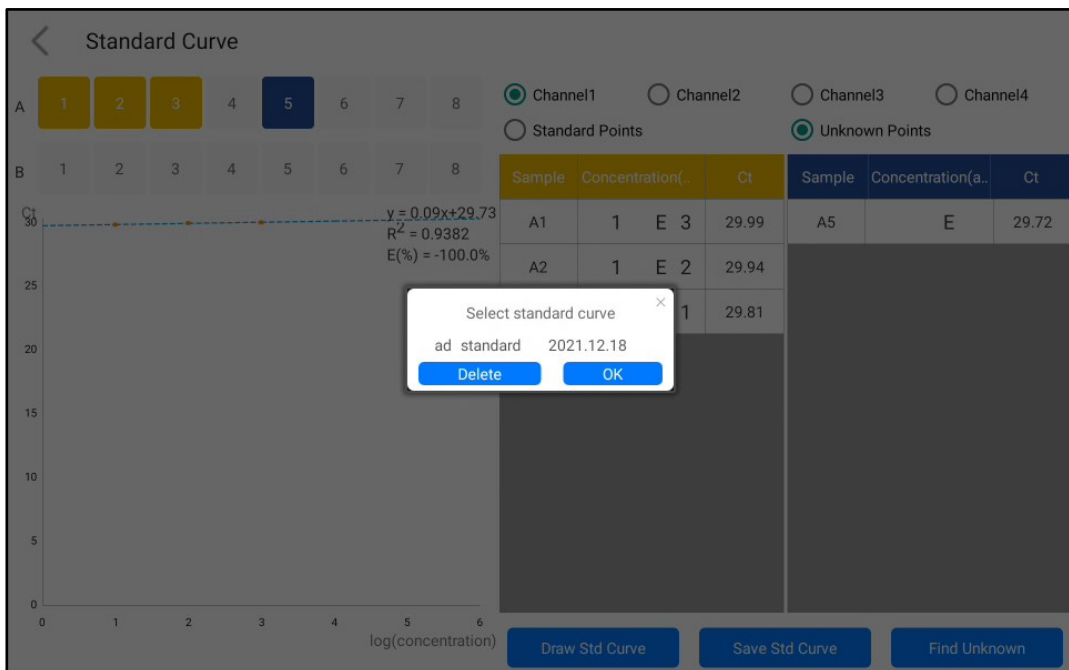 Standard Curve
A 1 2 3 4 5 6 7 8
B 1 2 3 4 5 6 7 8
Channel1 Channel2 Channel3 Channel4
Standard Points Unknown Points
Sample Concentration(.. Ct
A1 1 E 3 29.99
A2 1 E 2 29.94
1 29.81
Sample Concentration(a.. Ct
A5 E 29.72
Ct
y = 0.09x+29.73
R2 = 0.9382
E(%) = -100.0%
30
25
20
15
10
5
0
0 1 2 3 4 5 6
log(concentration)
Select standard curve ×
ad standard 2021.12.18
Delete OK
Draw Std Curve Save Std Curve Find Unknown